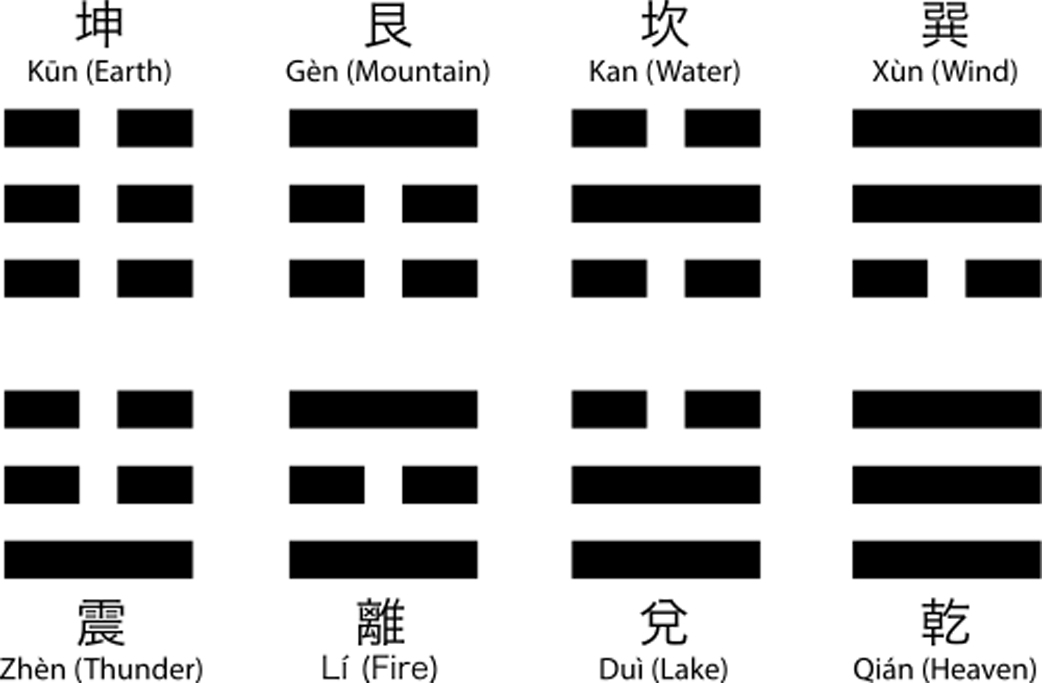 坤 艮 坎 巽
Kūn (Earth) Gèn (Mountain) Kan (Water) Xùn (Wind)
震 離 兌 乾
Zhèn (Thunder) Lí (Fire) Duì (Lake) Qián (Heaven)